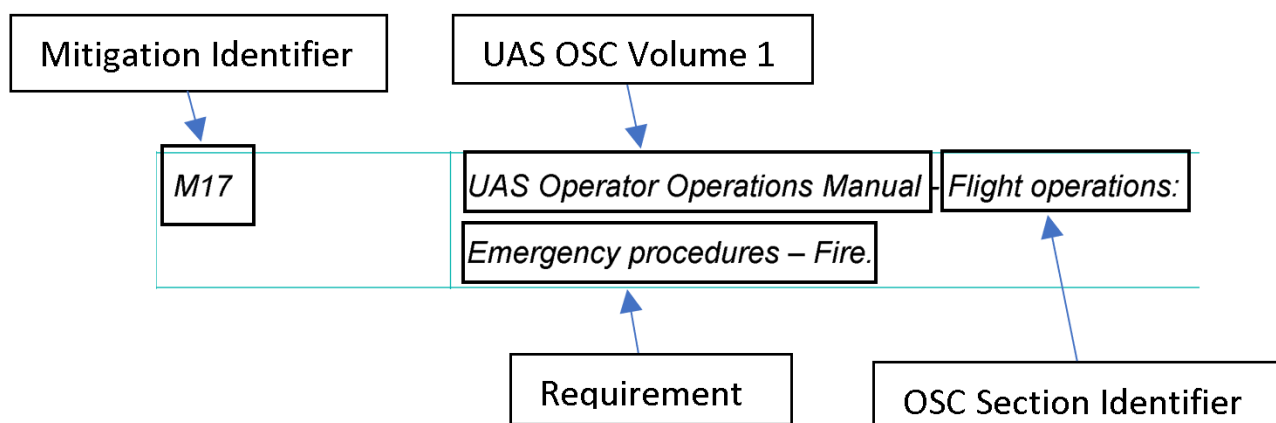 Mitigation Identifier
UAS OSC Volume 1
M17
UAS Operator Operations Manual - Flight operations:
Emergency procedures – Fire.
Requirement
OSC Section Identifier